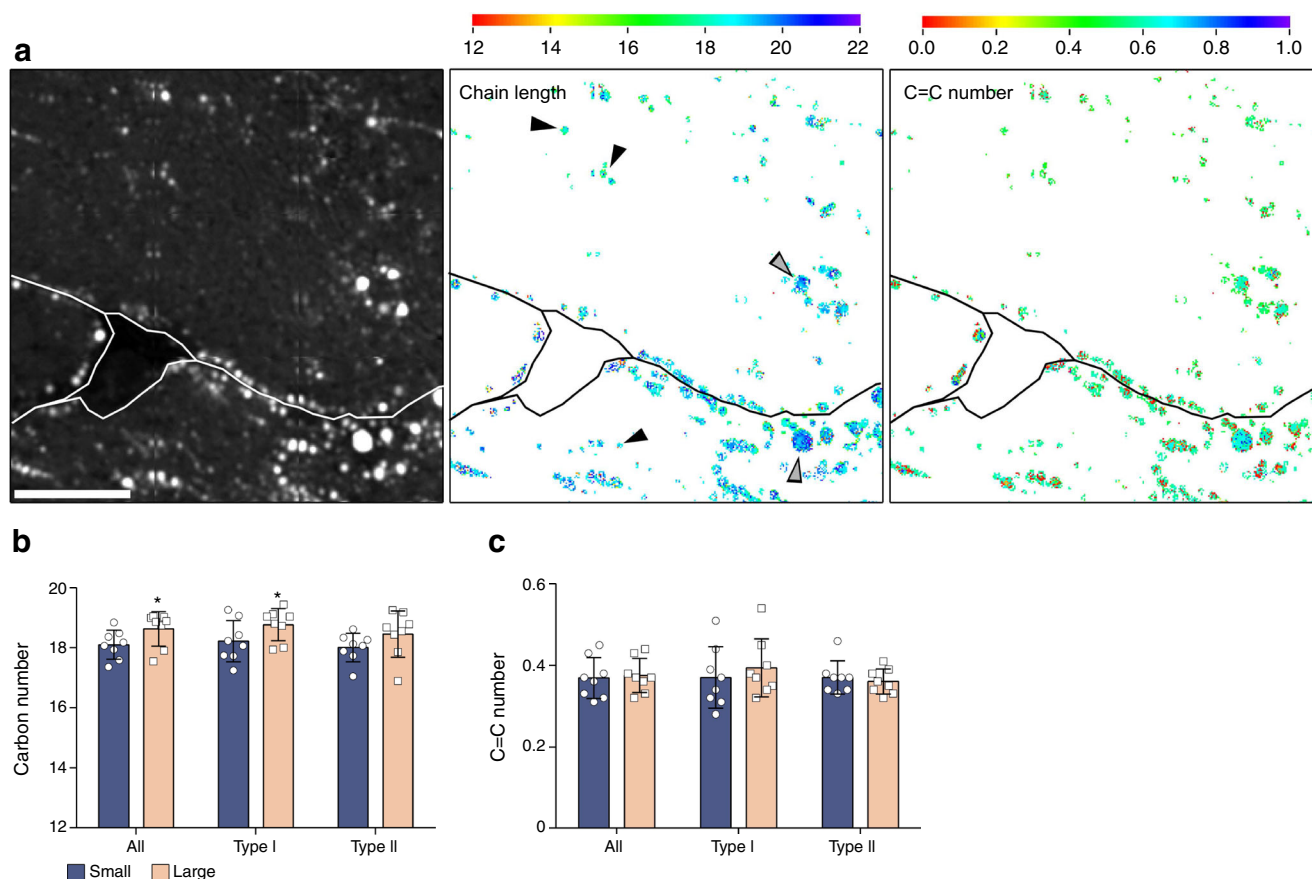 12 14 16 18 20 22
0.0 0.2 0.4 0.6 0.8 1.0
a
Chain length
C=C number
b
c
Carbon number
20
18
16
14
12
All Type I Type II
Small Large
C=C number
0.6
0.4
0.2
0
All Type I Type II
*
*